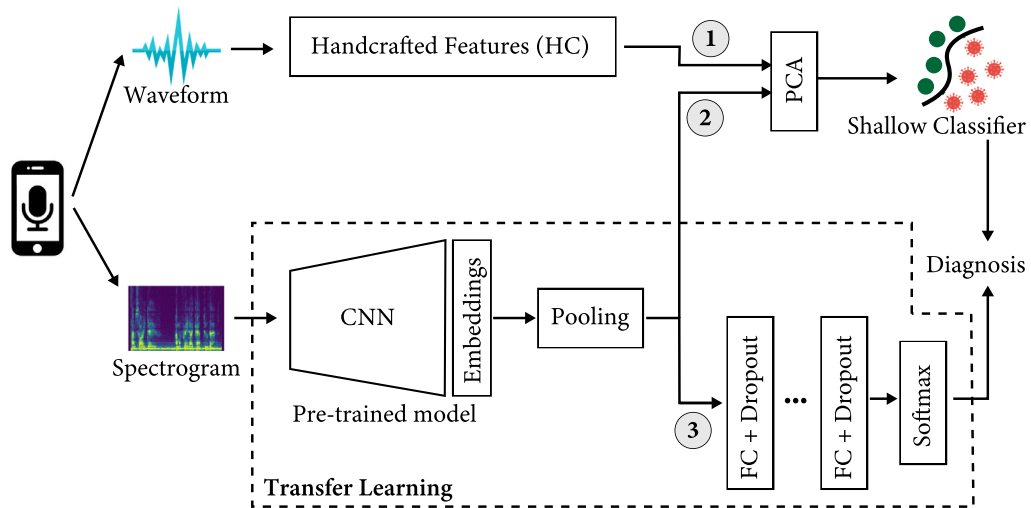 Handcrafted Features (HC)
1
Waveform
PCA
2
Shallow Classifier
Diagnosis
CNN
Embeddings
Pooling
Spectrogram
Pre-trained model
3
FC + Dropout
...
FC + Dropout
Softmax
Transfer Learning